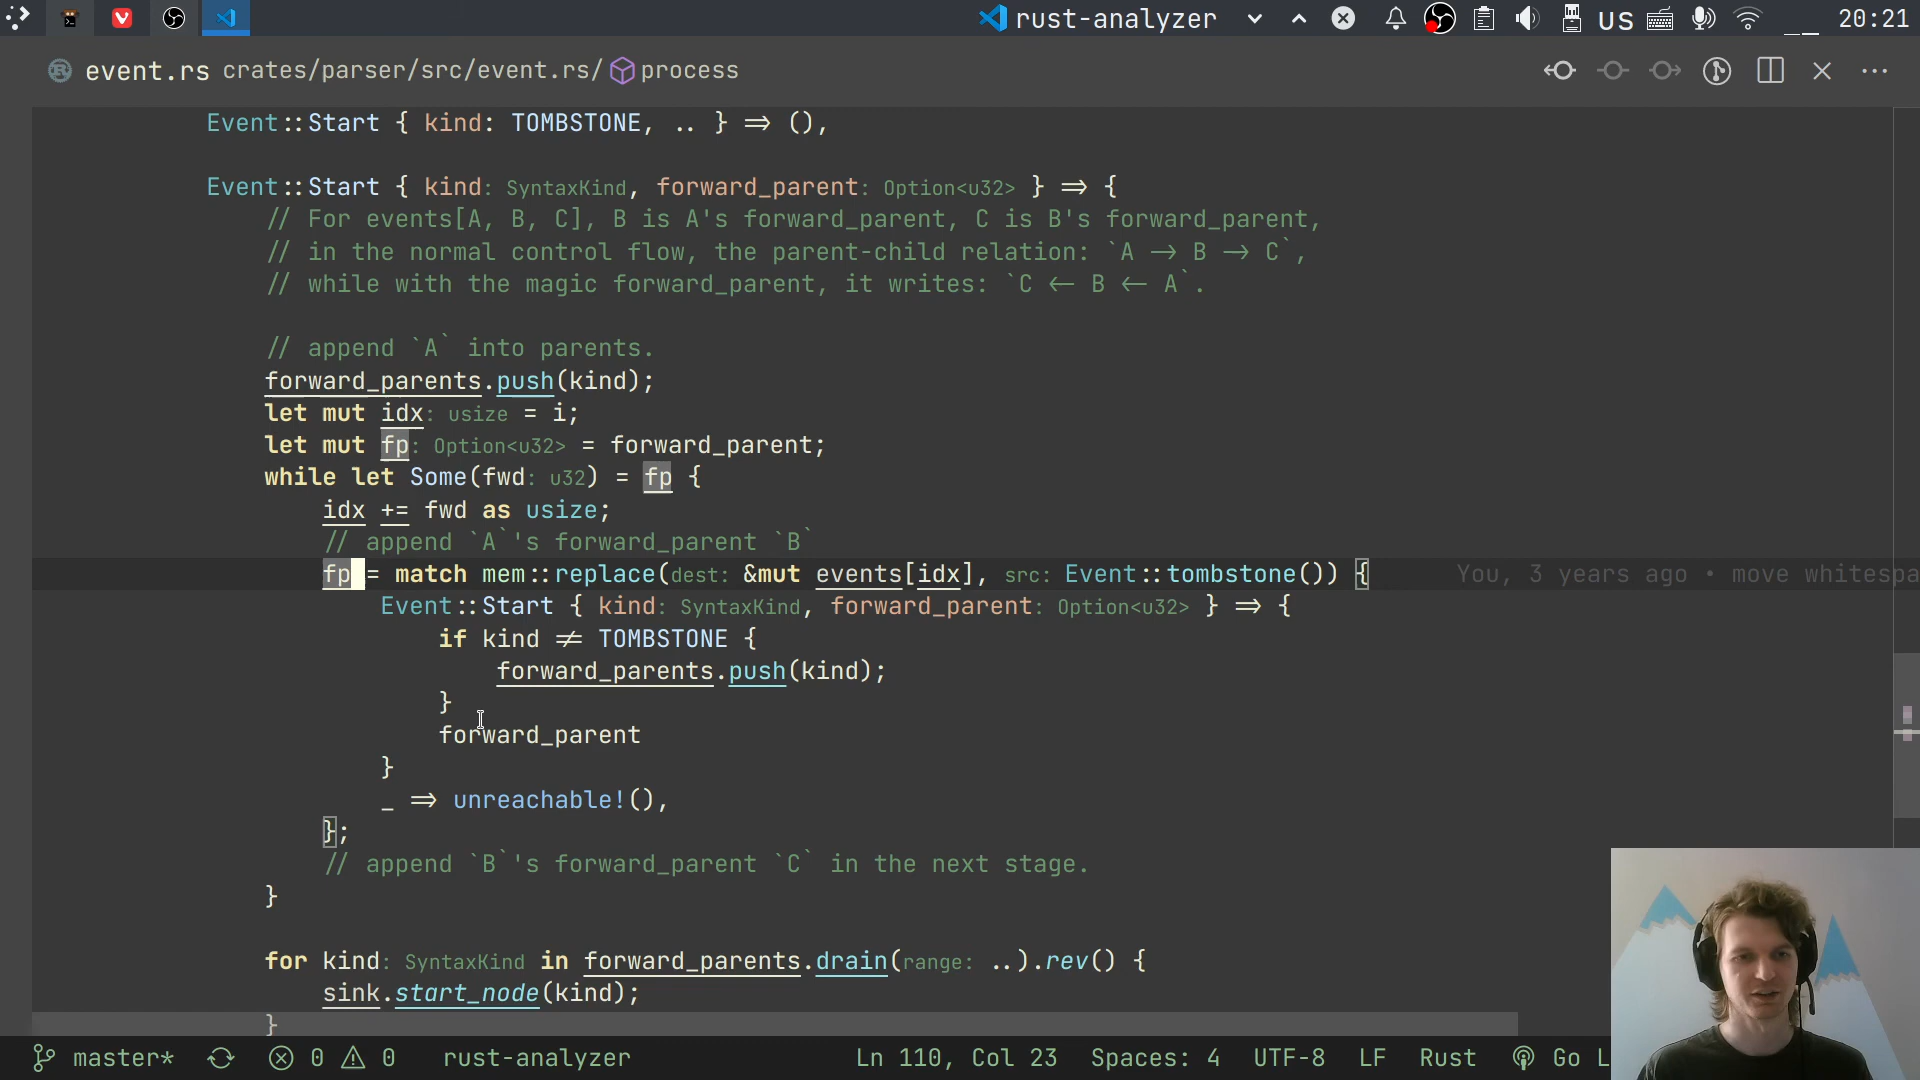 rust-analyzer US 20:21
event.rs crates/parser/src/event.rs/ process
Event::Start { kind: TOMBSTONE, .. } => (),
Event::Start { kind: SyntaxKind, forward_parent: Option<u32> } => {
// For events[A, B, C], B is A's forward_parent, C is B's forward_parent,
// in the normal control flow, the parent-child relation: `A -> B -> C`,
// while with the magic forward_parent, it writes: `C <- B <- A`.
// append `A` into parents.
forward_parents.push(kind);
let mut idx: usize = i;
let mut fp: Option<u32> = forward_parent;
while let Some(fwd: u32) = fp {
idx += fwd as usize;
// append `A`'s forward_parent `B`
fp = match mem::replace(dest: &mut events[idx], src: Event::tombstone()) { You, 3 years ago • move whitespa
Event::Start { kind: SyntaxKind, forward_parent: Option<u32> } => {
if kind != TOMBSTONE {
forward_parents.push(kind);
}
forward_parent
}
_ => unreachable!(),
};
// append `B`'s forward_parent `C` in the next stage.
}
for kind: SyntaxKind in forward_parents.drain(range: ..).rev() {
sink.start_node(kind);
}
master* 0 0 rust-analyzer Ln 110, Col 23 Spaces: 4 UTF-8 LF Rust Go L